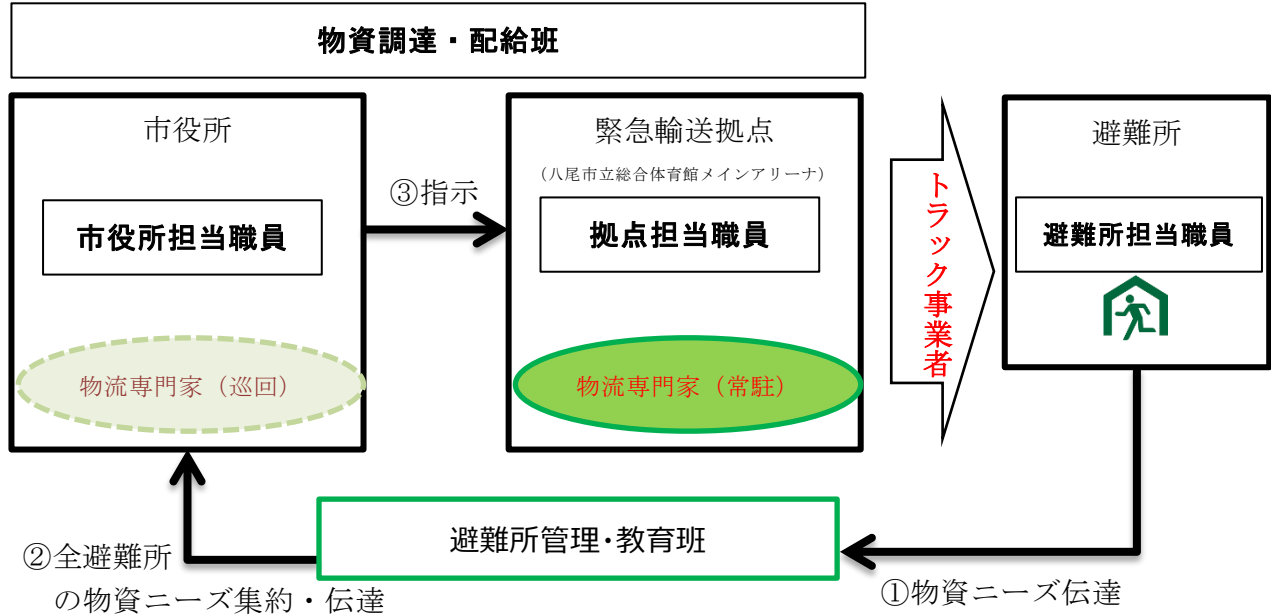 物資調達・配給班
市役所
緊急輸送拠点
(八尾市立総合体育館メインアリーナ)
避難所
③指示
市役所担当職員
拠点担当職員
トラック事業者
避難所担当職員
物流専門家（巡回）
物流専門家（常駐）
避難所管理・教育班
②全避難所
の物資ニーズ集約・伝達
①物資ニーズ伝達